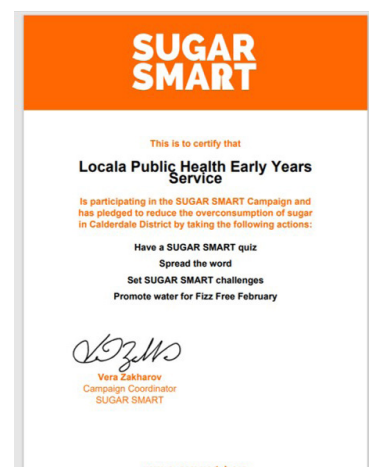 SUGAR
SMART
This is to certify that
Locala Public Health Early Years
Service
Is participating in the SUGAR SMART Campaign and
has pledged to reduce the overconsumption of sugar
in Calderdale District by taking the following actions:
Have a SUGAR SMART quiz
Spread the word
Set SUGAR SMART challenges
Promote water for Fizz Free February
Vera Zakharov
Campaign Coordinator
SUGAR SMART